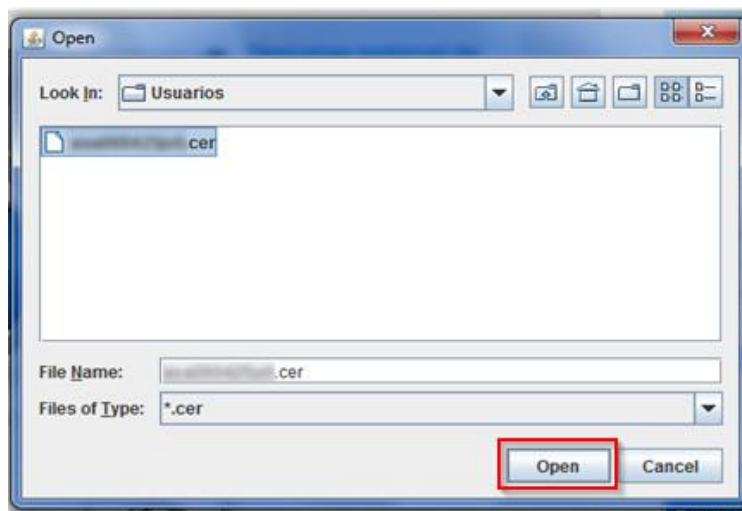 Open
Look In: Usuarios
.cer
File Name: .cer
Files of Type: *.cer
Open Cancel